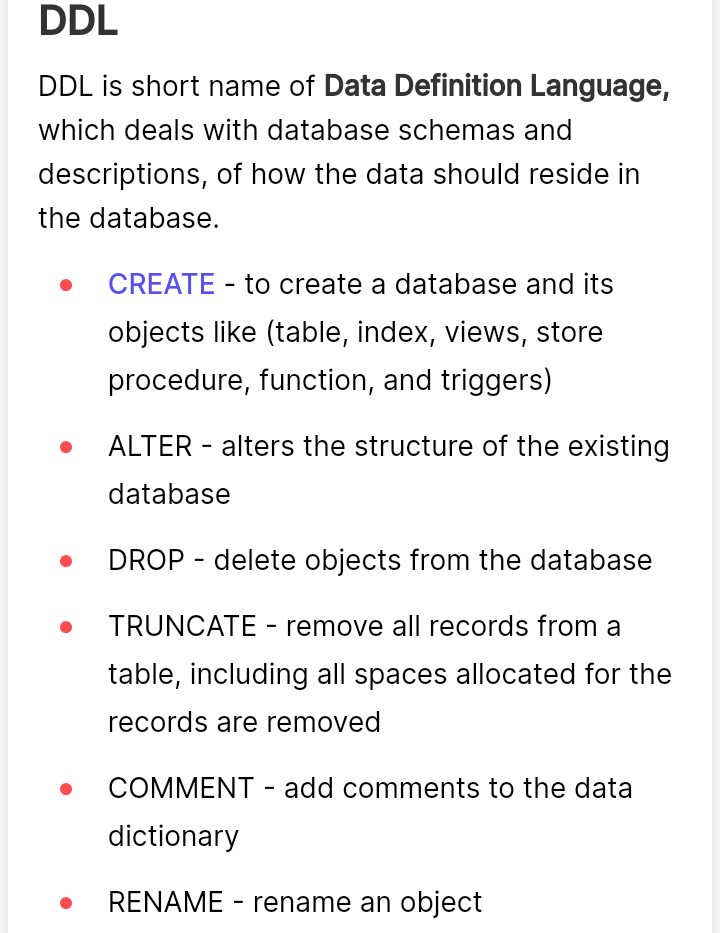 DDL
DDL is short name of Data Definition Language,
which deals with database schemas and
descriptions, of how the data should reside in
the database.
CREATE - to create a database and its
objects like (table, index, views, store
procedure, function, and triggers)
ALTER - alters the structure of the existing
database
DROP - delete objects from the database
TRUNCATE - remove all records from a
table, including all spaces allocated for the
records are removed
COMMENT - add comments to the data
dictionary
RENAME - rename an object